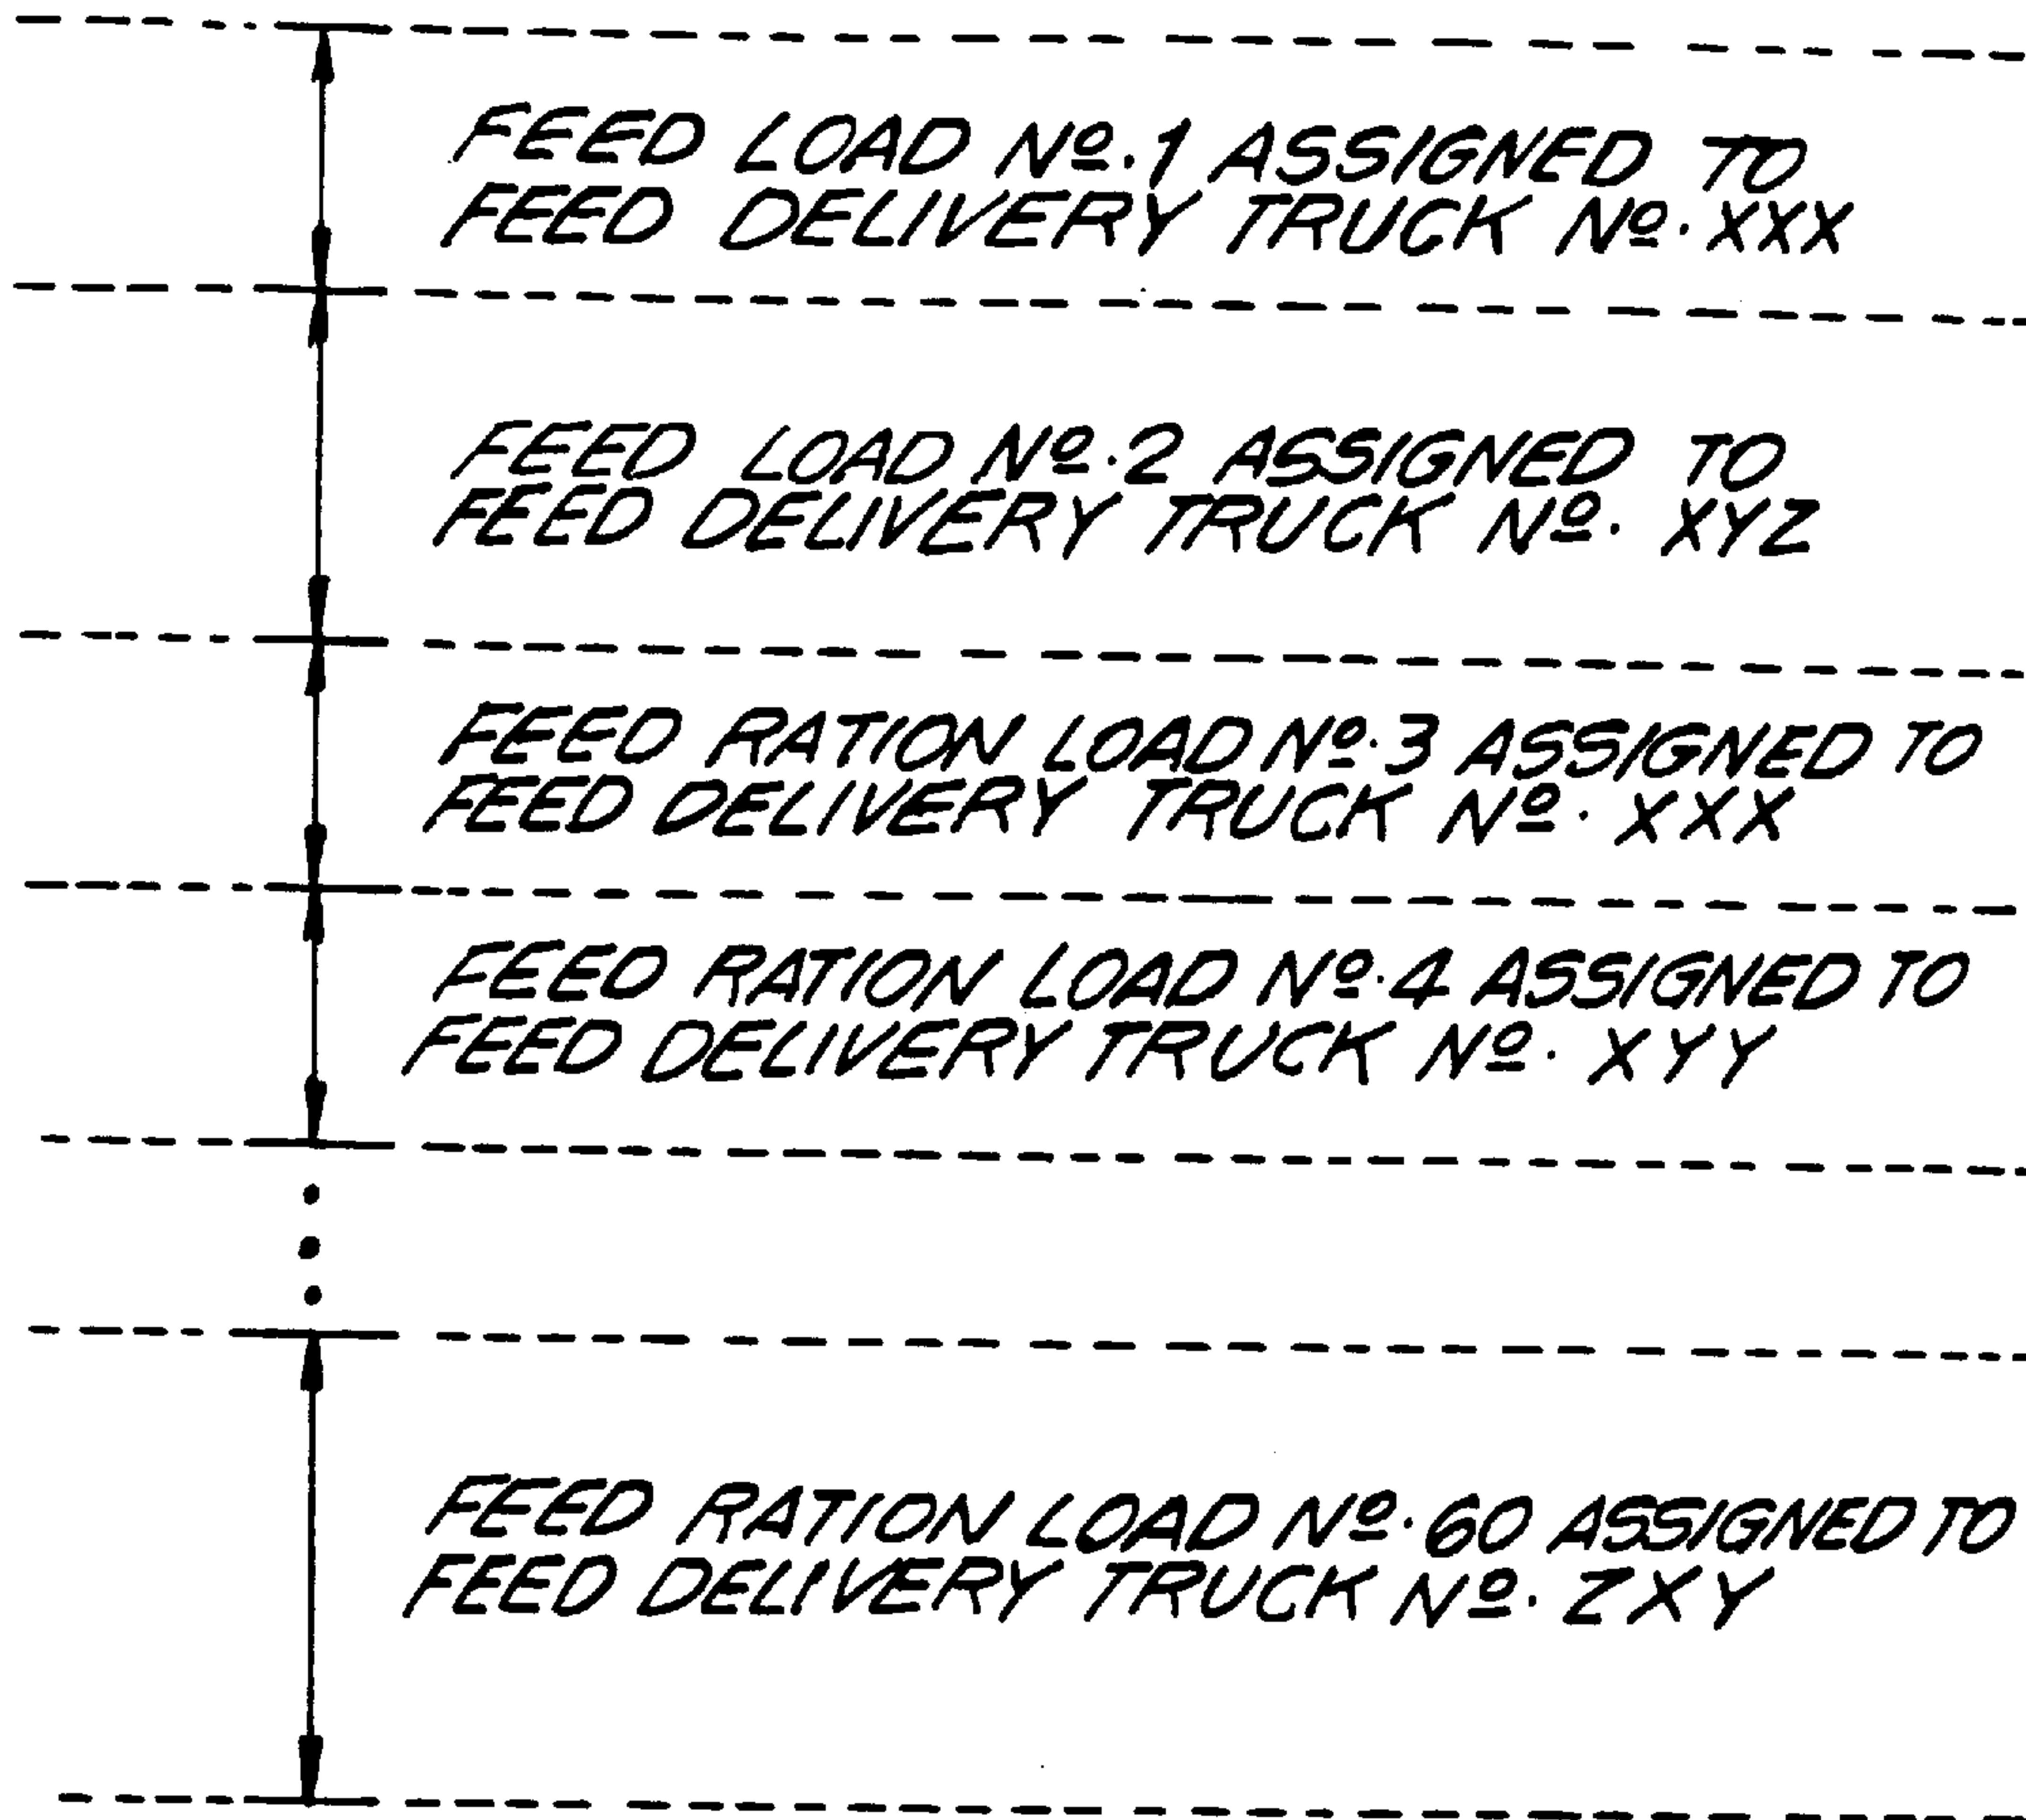 FEED LOAD Nº.1 ASSIGNED TO
FEED DELIVERY TRUCK Nº. XXX
FEED LOAD Nº.2 ASSIGNED TO
FEED DELIVERY TRUCK Nº. XYZ
FEED RATION LOAD Nº.3 ASSIGNED TO
FEED DELIVERY TRUCK Nº. XXX
FEED RATION LOAD Nº.4 ASSIGNED TO
FEED DELIVERY TRUCK Nº. XYY
FEED RATION LOAD Nº.60 ASSIGNED TO
FEED DELIVERY TRUCK Nº. ZXY